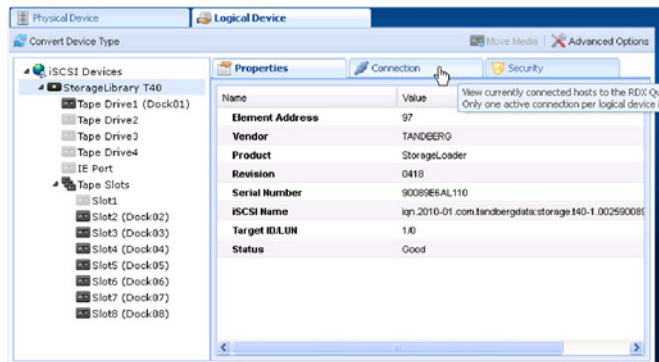 Physical Device
Logical Device
Convert Device Type
Move Media
Advanced Options
iSCSI Devices
StorageLibrary T40
Tape Drive1 (Dock01)
Tape Drive2
Tape Drive3
Tape Drive4
IE Port
Tape Slots
Slot1
Slot2 (Dock02)
Slot3 (Dock03)
Slot4 (Dock04)
Slot5 (Dock05)
Slot6 (Dock06)
Slot7 (Dock07)
Slot8 (Dock08)
Properties
Connection
Security
Name Value
View currently connected hosts to the RDX Qu
Only one active connection per logical device i
Element Address 97
Vendor TANDBERG
Product StorageLoader
Revision 0418
Serial Number 90089E6AL110
iSCSI Name iqn.2010-01.com.tandbergdata:storage.t40-1.002590089
Target ID/LUN 1/0
Status Good